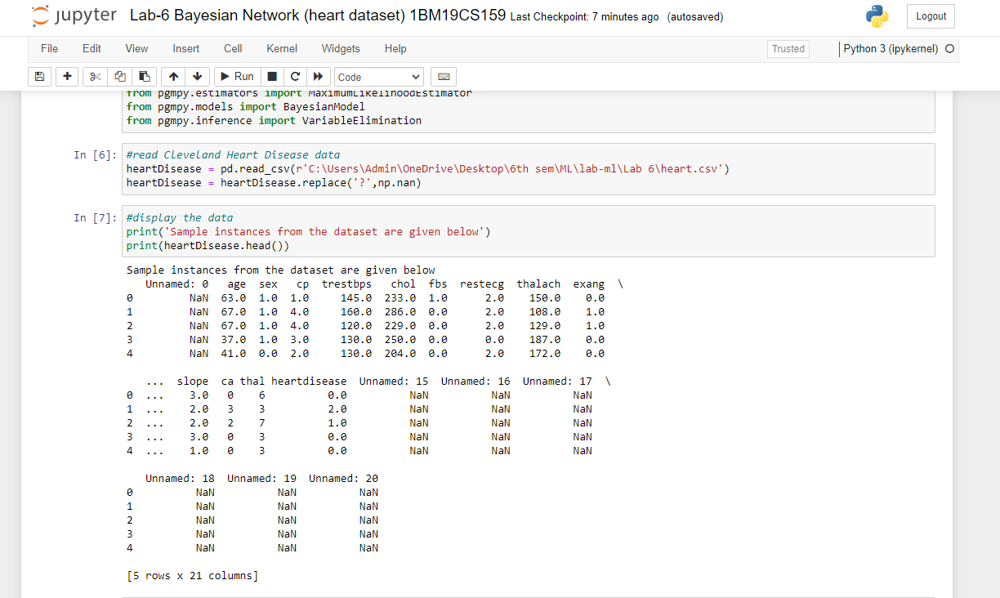 jupyter Lab-6 Bayesian Network (heart dataset) 1BM19CS159 Last Checkpoint: 7 minutes ago (autosaved) Logout
File Edit View Insert Cell Kernel Widgets Help Trusted Python 3 (ipykernel)
Run Code
from pgmpy.estimators import MaximumLikelihoodEstimator
from pgmpy.models import BayesianModel
from pgmpy.inference import VariableElimination
In [6]: #read Cleveland Heart Disease data
heartDisease = pd.read_csv(r'C:\Users\Admin\OneDrive\Desktop\6th sem\ML\lab-ml\Lab 6\heart.csv')
heartDisease = heartDisease.replace('?',np.nan)
In [7]: #display the data
print('Sample instances from the dataset are given below')
print(heartDisease.head())
Sample instances from the dataset are given below
Unnamed: 0 age sex cp trestbps chol fbs restecg thalach exang \
0 NaN 63.0 1.0 1.0 145.0 233.0 1.0 2.0 150.0 0.0
1 NaN 67.0 1.0 4.0 160.0 286.0 0.0 2.0 108.0 1.0
2 NaN 67.0 1.0 4.0 120.0 229.0 0.0 2.0 129.0 1.0
3 NaN 37.0 1.0 3.0 130.0 250.0 0.0 0.0 187.0 0.0
4 NaN 41.0 0.0 2.0 130.0 204.0 0.0 2.0 172.0 0.0
... slope ca thal heartdisease Unnamed: 15 Unnamed: 16 Unnamed: 17 \
0 ... 3.0 0 6 0.0 NaN NaN NaN
1 ... 2.0 3 3 2.0 NaN NaN NaN
2 ... 2.0 2 7 1.0 NaN NaN NaN
3 ... 3.0 0 3 0.0 NaN NaN NaN
4 ... 1.0 0 3 0.0 NaN NaN NaN
Unnamed: 18 Unnamed: 19 Unnamed: 20
0 NaN NaN NaN
1 NaN NaN NaN
2 NaN NaN NaN
3 NaN NaN NaN
4 NaN NaN NaN
[5 rows x 21 columns]